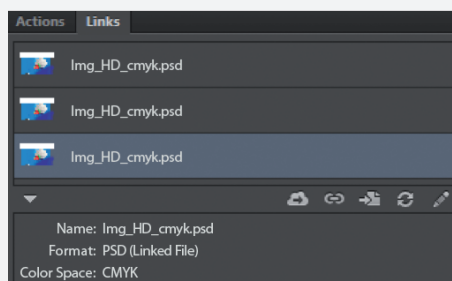 Actions Links
Img_HD_cmyk.psd
Img_HD_cmyk.psd
Img_HD_cmyk.psd
Name: Img_HD_cmyk.psd
Format: PSD (Linked File)
Color Space: CMYK